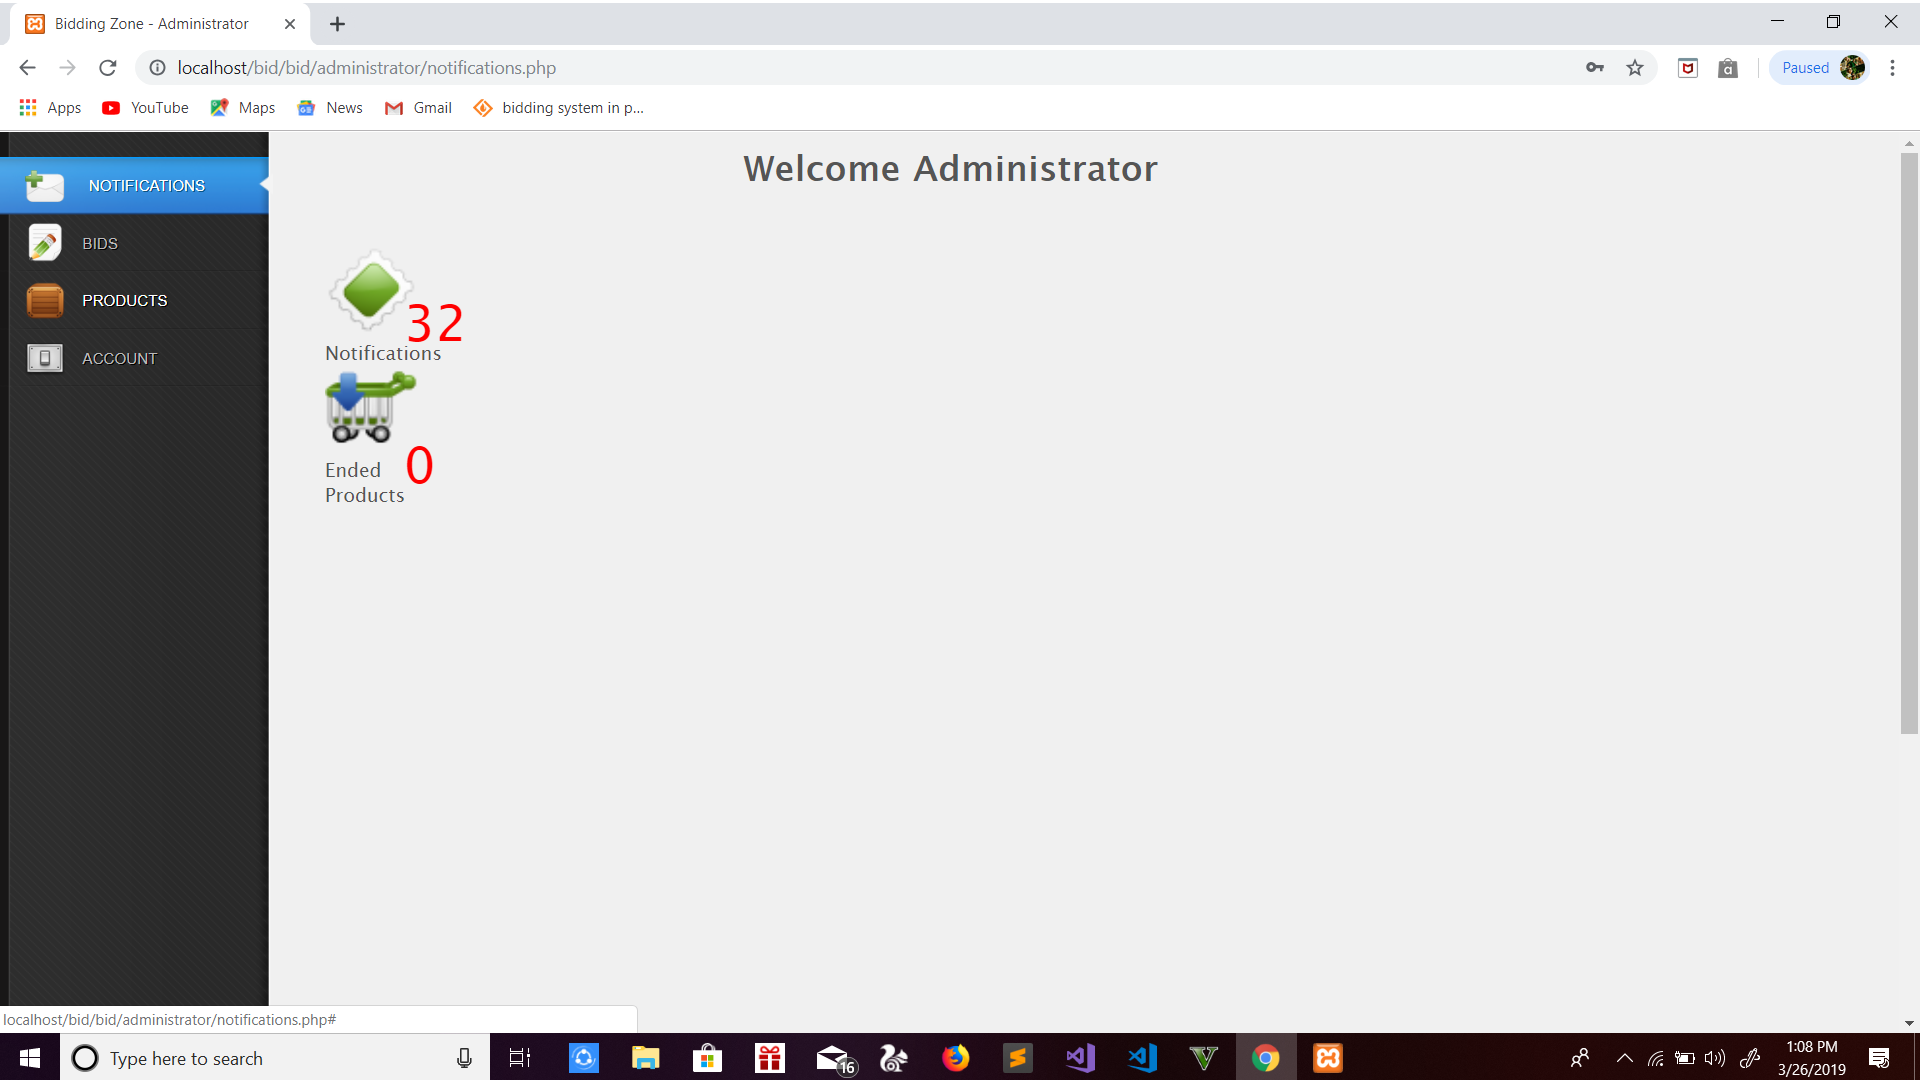 Bidding Zone - Administrator
localhost/bid/bid/administrator/notifications.php
Paused
Apps
YouTube
Maps
News
Gmail
bidding system in p...
NOTIFICATIONS
BIDS
PRODUCTS
ACCOUNT
Welcome Administrator
32
Notifications
0
Ended
Products
localhost/bid/bid/administrator/notifications.php#
Type here to search
16
1:08 PM
3/26/2019